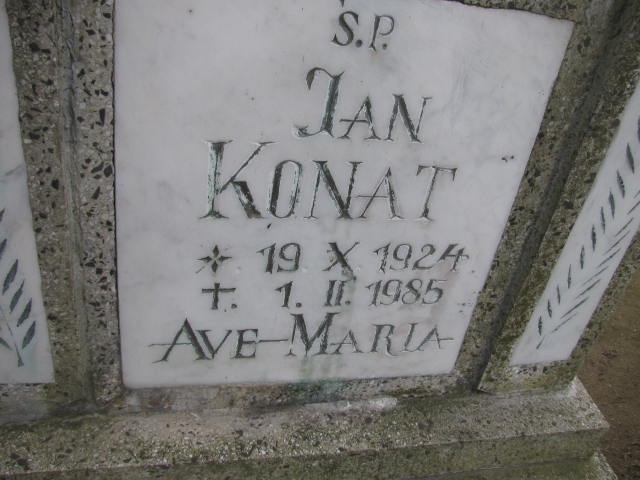 Ś.P.
JAN
KONAT
* 19 X 1924
†. 1. II. 1985
AVE-MARIA